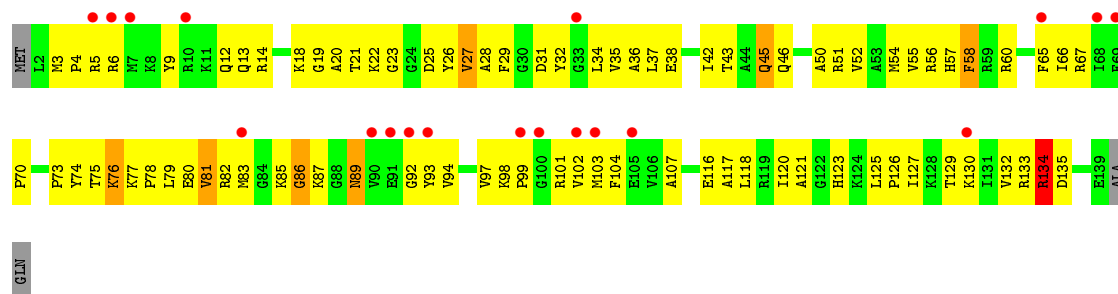 MET L2 M3 P4 R5 R6 M7 K8 Y9 R10 K11 Q12 Q13 R14 K18 G19 A20 T21 K22 G23 G24 D25 Y26 V27 A28 F29 G30 D31 Y32 G33 L34 V35 A36 L37 E38 I42 T43 A44 Q45 Q46 A50 R51 V52 A53 M54 V55 R56 H57 F58 R59 R60 F65 I66 R67 I68 F69
P70 P73 Y74 T75 K76 K77 P78 L79 E80 V81 R82 M83 G84 K85 G86 K87 G88 N89 V90 E91 G92 Y93 V94 V97 K98 P99 G100 R101 V102 M103 F104 E105 V106 A107 E116 A117 L118 R119 I120 A121 G122 H123 K124 L125 P126 I127 K128 T129 K130 I131 V132 R133 R134 D135 E139 ALA
GLN